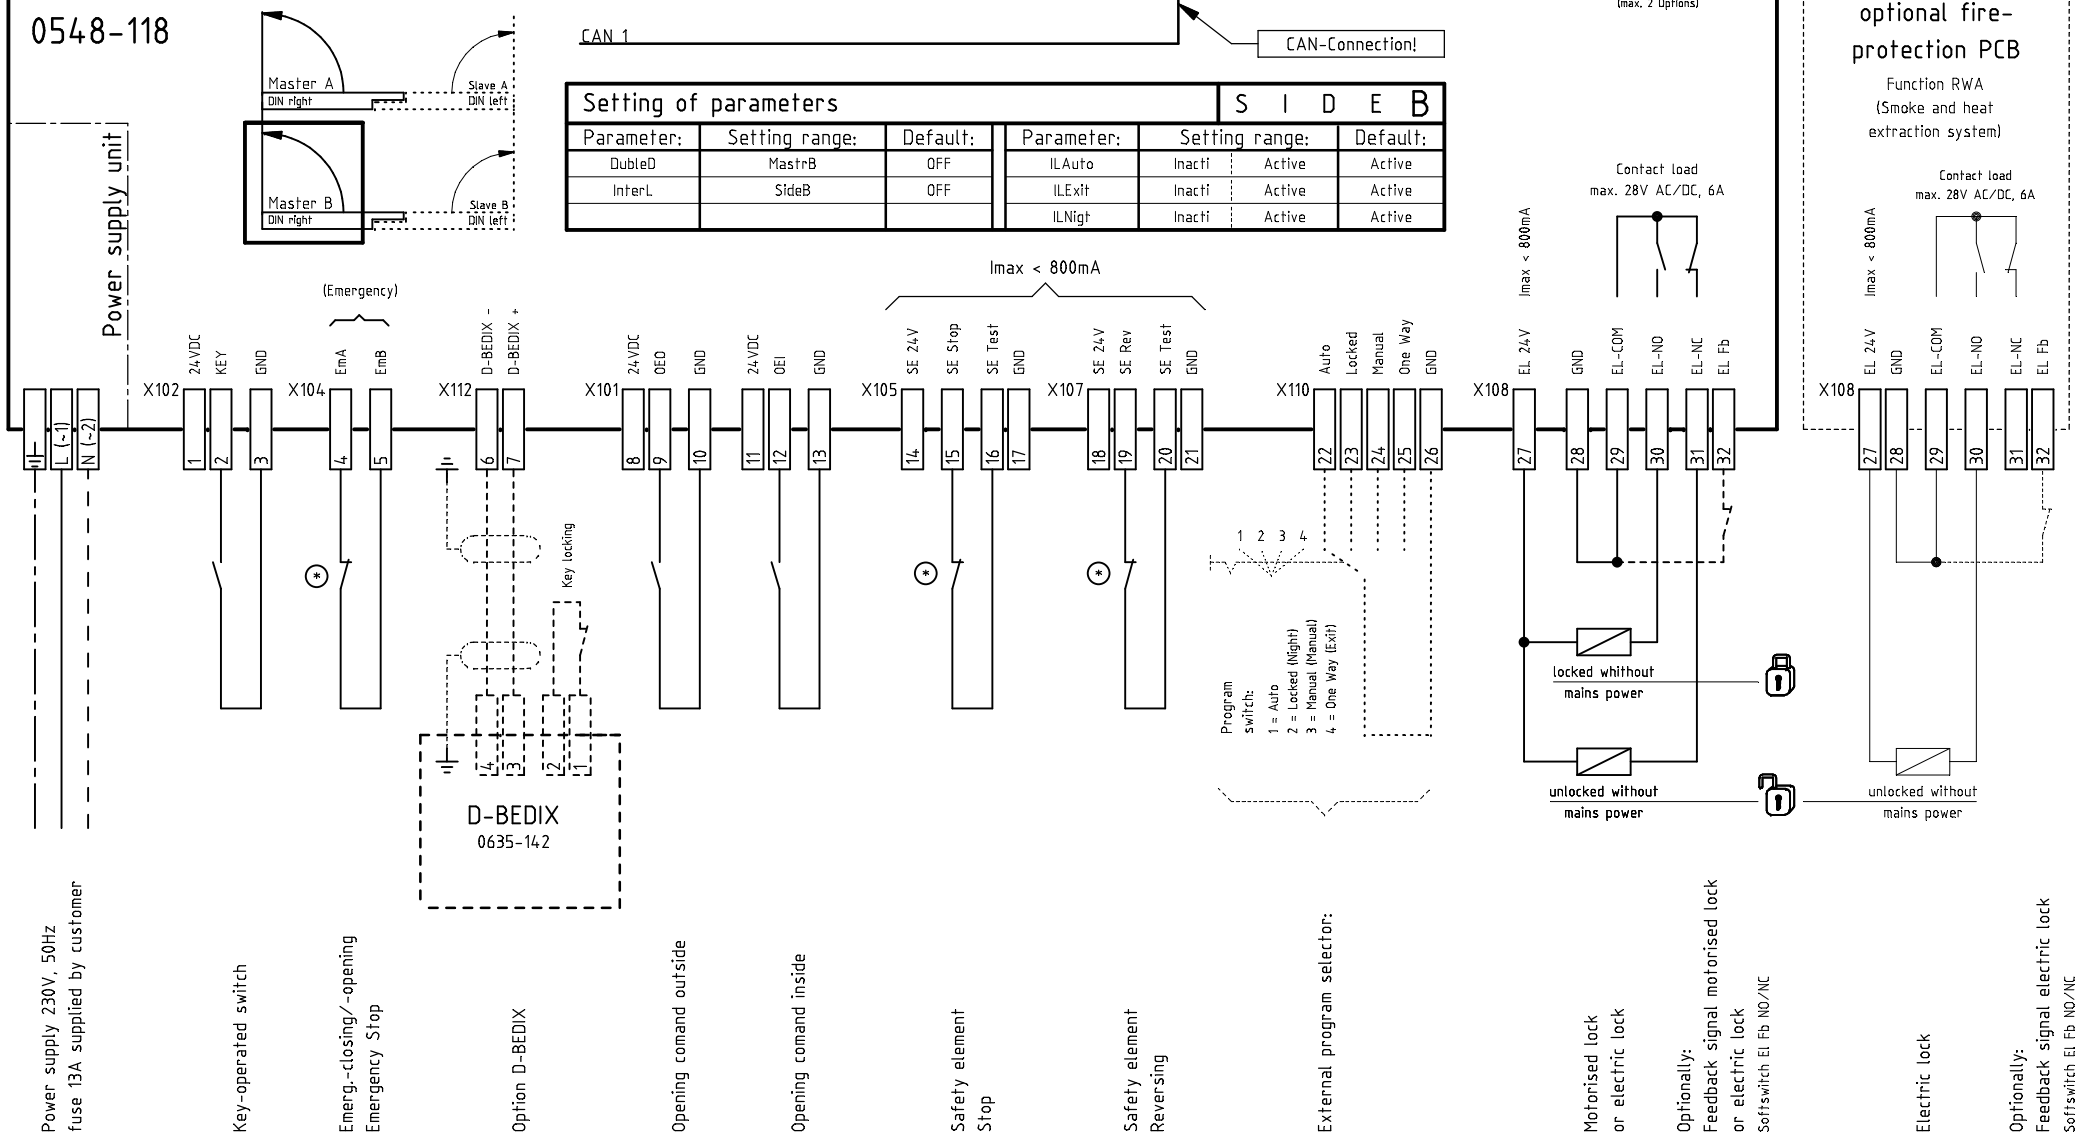 0548-118
Master A
DIN right
Slave A
DIN left
Master B
DIN right
Slave B
DIN left
Power supply unit
CAN 1
CAN-Connection!
(max. 2 Options)
optional fire-
protection PCB
Function RWA
(Smoke and heat
extraction system)
Setting of parameters
S I D E B
Parameter: Setting range: Default: Parameter: Setting range: Default:
DubleD MastrB OFF ILAuto Inacti Active Active
InterL SideB OFF ILExit Inacti Active Active
ILNigt Inacti Active Active
Contact load
max. 28V AC/DC, 6A
Contact load
max. 28V AC/DC, 6A
Imax < 800mA
Imax < 800mA
Imax < 800mA
(Emergency)
24VDC
KEY
GND
EmA
EmB
D-BEDIX -
D-BEDIX +
24VDC
OEO
GND
24VDC
OEI
GND
SE 24V
SE Stop
SE Test
GND
SE 24V
SE Rev
SE Test
GND
Auto
Locked
Manual
One Way
GND
EL 24V
GND
EL-COM
EL-NO
EL-NC
EL Fb
EL 24V
GND
EL-COM
EL-NO
EL-NC
EL Fb
X102 X104 X112 X101 X105 X107 X110 X108 X108
L (~1)
N (~2)
1 2 3 4 5 6 7 8 9 10 11 12 13 14 15 16 17 18 19 20 21 22 23 24 25 26 27 28 29 30 31 32 27 28 29 30 31 32
*
*
*
Key locking
1 2 3 4
Program
switch:
1 = Auto
2 = Locked (Night)
3 = Manual (Manual)
4 = One Way (Exit)
locked whithout
mains power
unlocked without
mains power
unlocked without
mains power
4 3 2 1
D-BEDIX
0635-142
Power supply 230V, 50Hz
fuse 13A supplied by customer
Key-operated switch
Emerg.-closing/-opening
Emergency Stop
Option D-BEDIX
Opening comand outside
Opening comand inside
Safety element
Stop
Safety element
Reversing
External program selector:
Motorised lock
or electric lock
Optionally:
Feedback signal motorised lock
or electric lock
Softswitch El Fb NO/NC
Electric lock
Optionally:
Feedback signal electric lock
Softswitch El Fb NO/NC